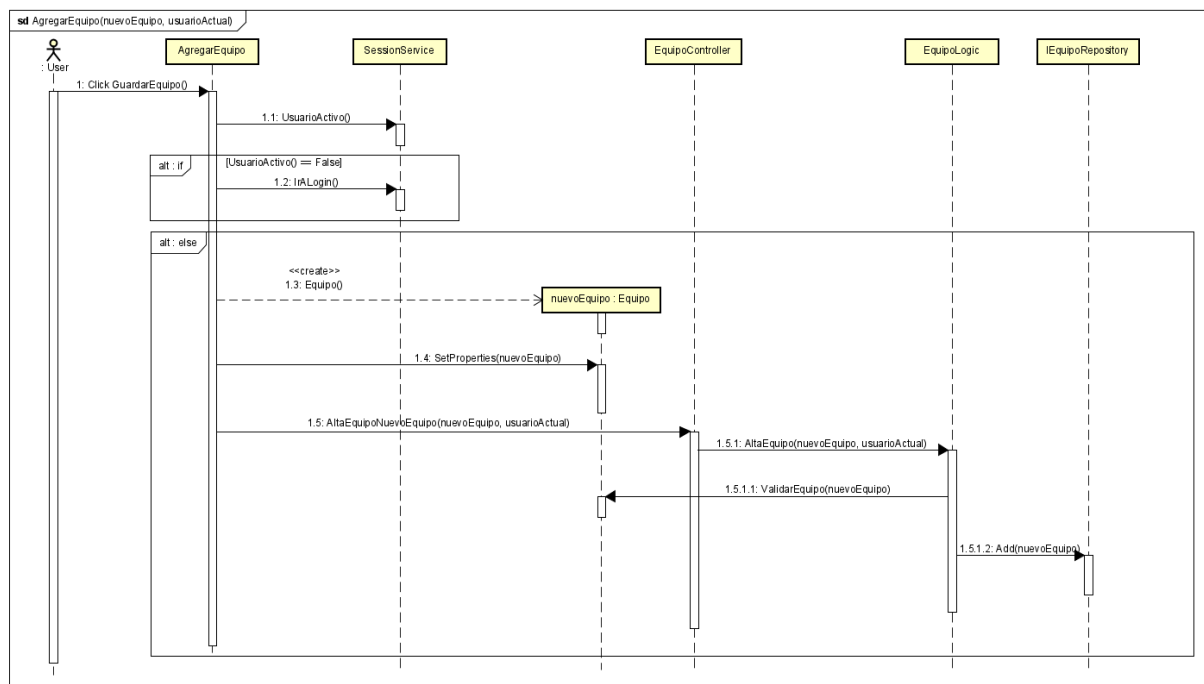 sd AgregarEquipo(nuevoEquipo, usuarioActual)
: User
AgregarEquipo
SessionService
EquipoController
EquipoLogic
IEquipoRepository
1: Click GuardarEquipo()
1.1: UsuarioActivo()
alt : if
[UsuarioActivo() == False]
1.2: IrALogin()
alt : else
<<create>>
1.3: Equipo()
nuevoEquipo : Equipo
1.4: SetProperties(nuevoEquipo)
1.5: AltaEquipoNuevoEquipo(nuevoEquipo, usuarioActual)
1.5.1: AltaEquipo(nuevoEquipo, usuarioActual)
1.5.1.1: ValidarEquipo(nuevoEquipo)
1.5.1.2: Add(nuevoEquipo)